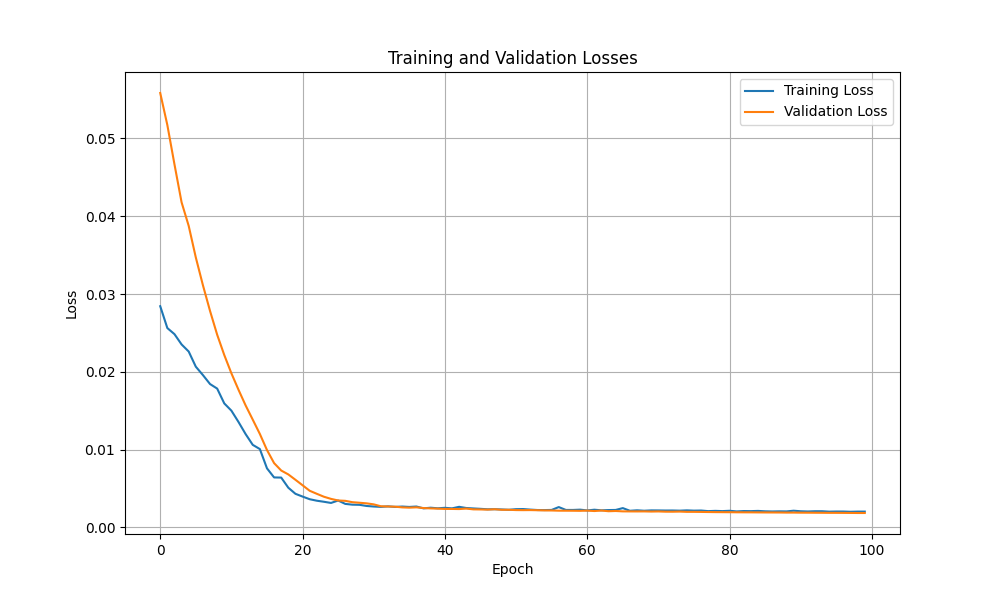 Training and Validation Losses
Training Loss
Validation Loss
0.05
0.04
0.03
0.02
0.01
0.00
Loss
0 20 40 60 80 100
Epoch